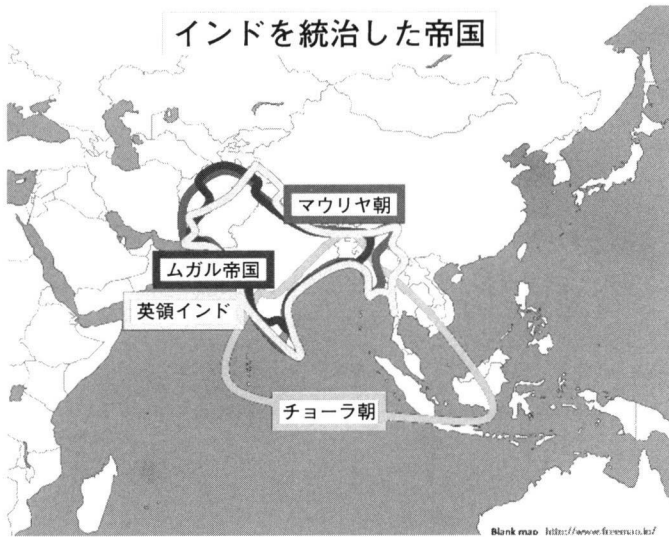 インドを統治した帝国
マウリヤ朝
ムガル帝国
英領インド
チョーラ朝
Blank map http://www.freemap.jp/